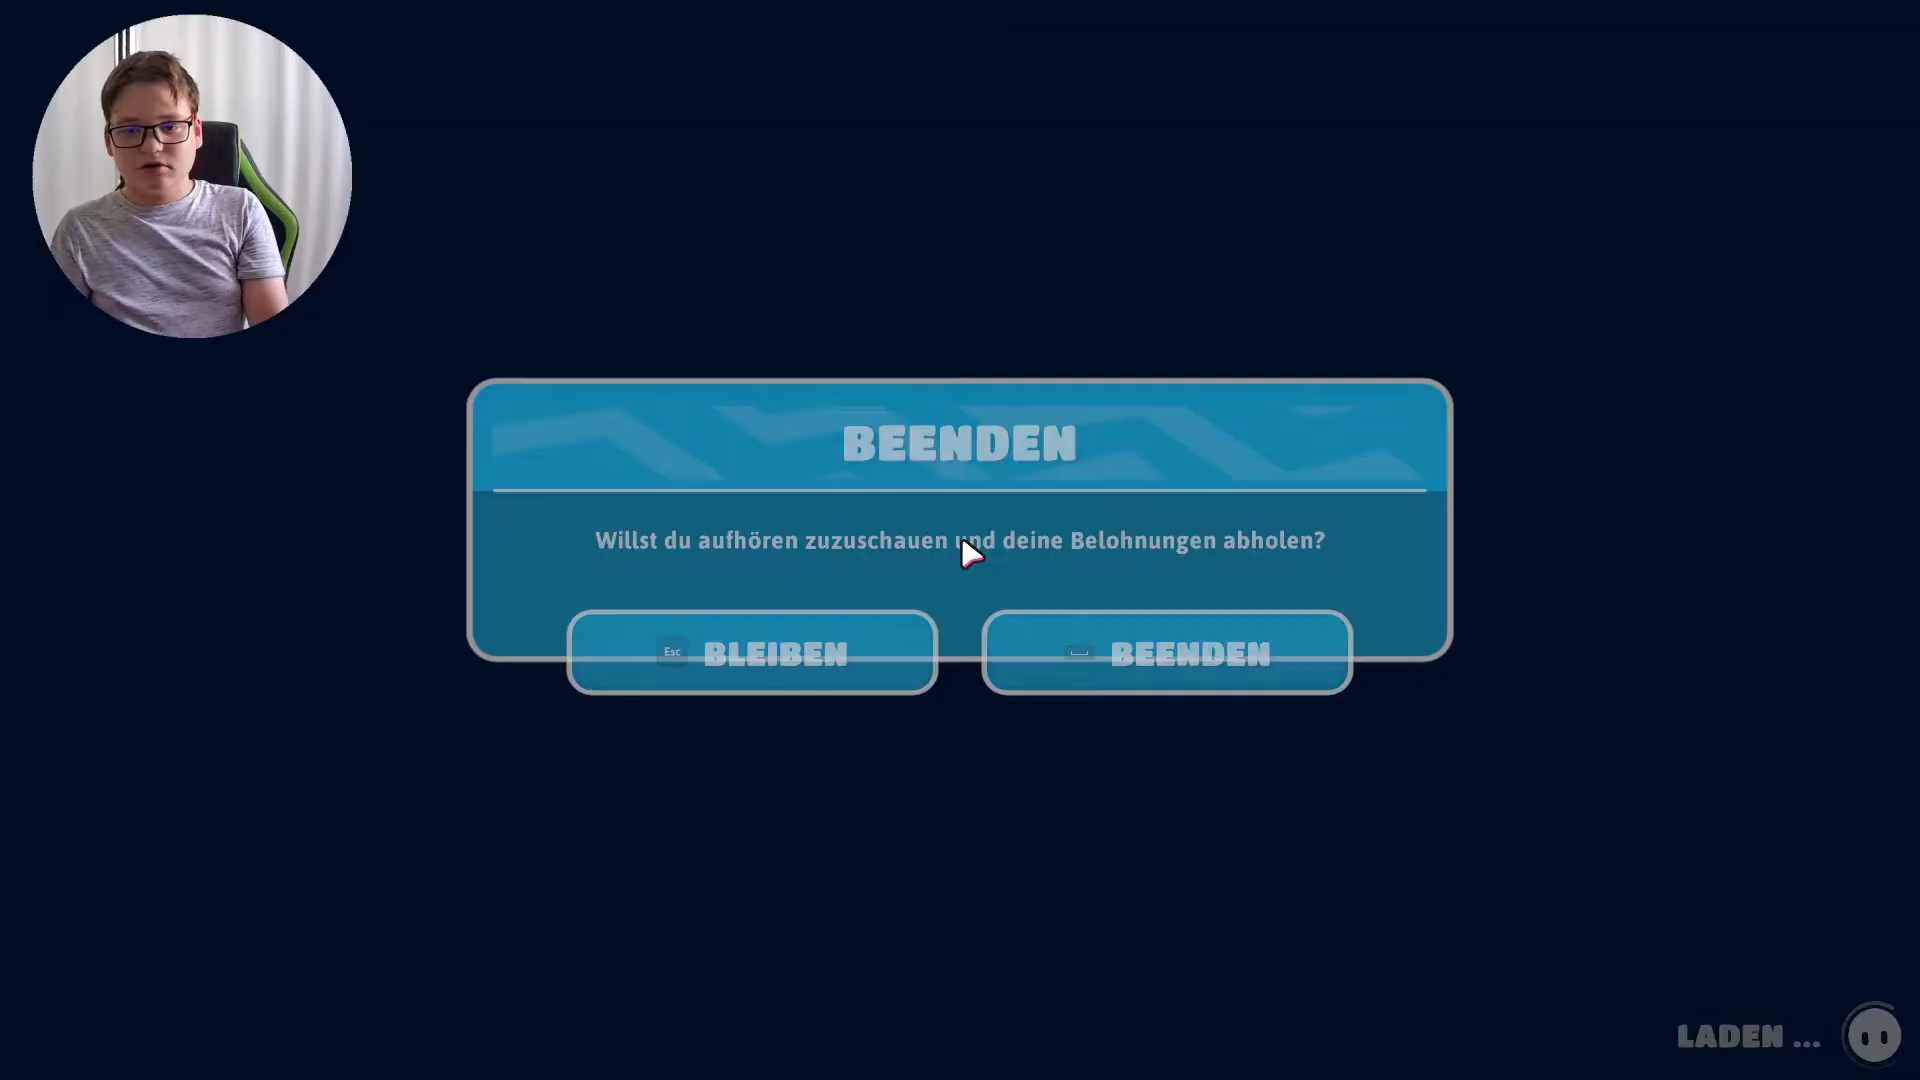 BEENDEN
Willst du aufhören zuzuschauen und deine Belohnungen abholen?
Esc BLEIBEN
BEENDEN
LADEN ...